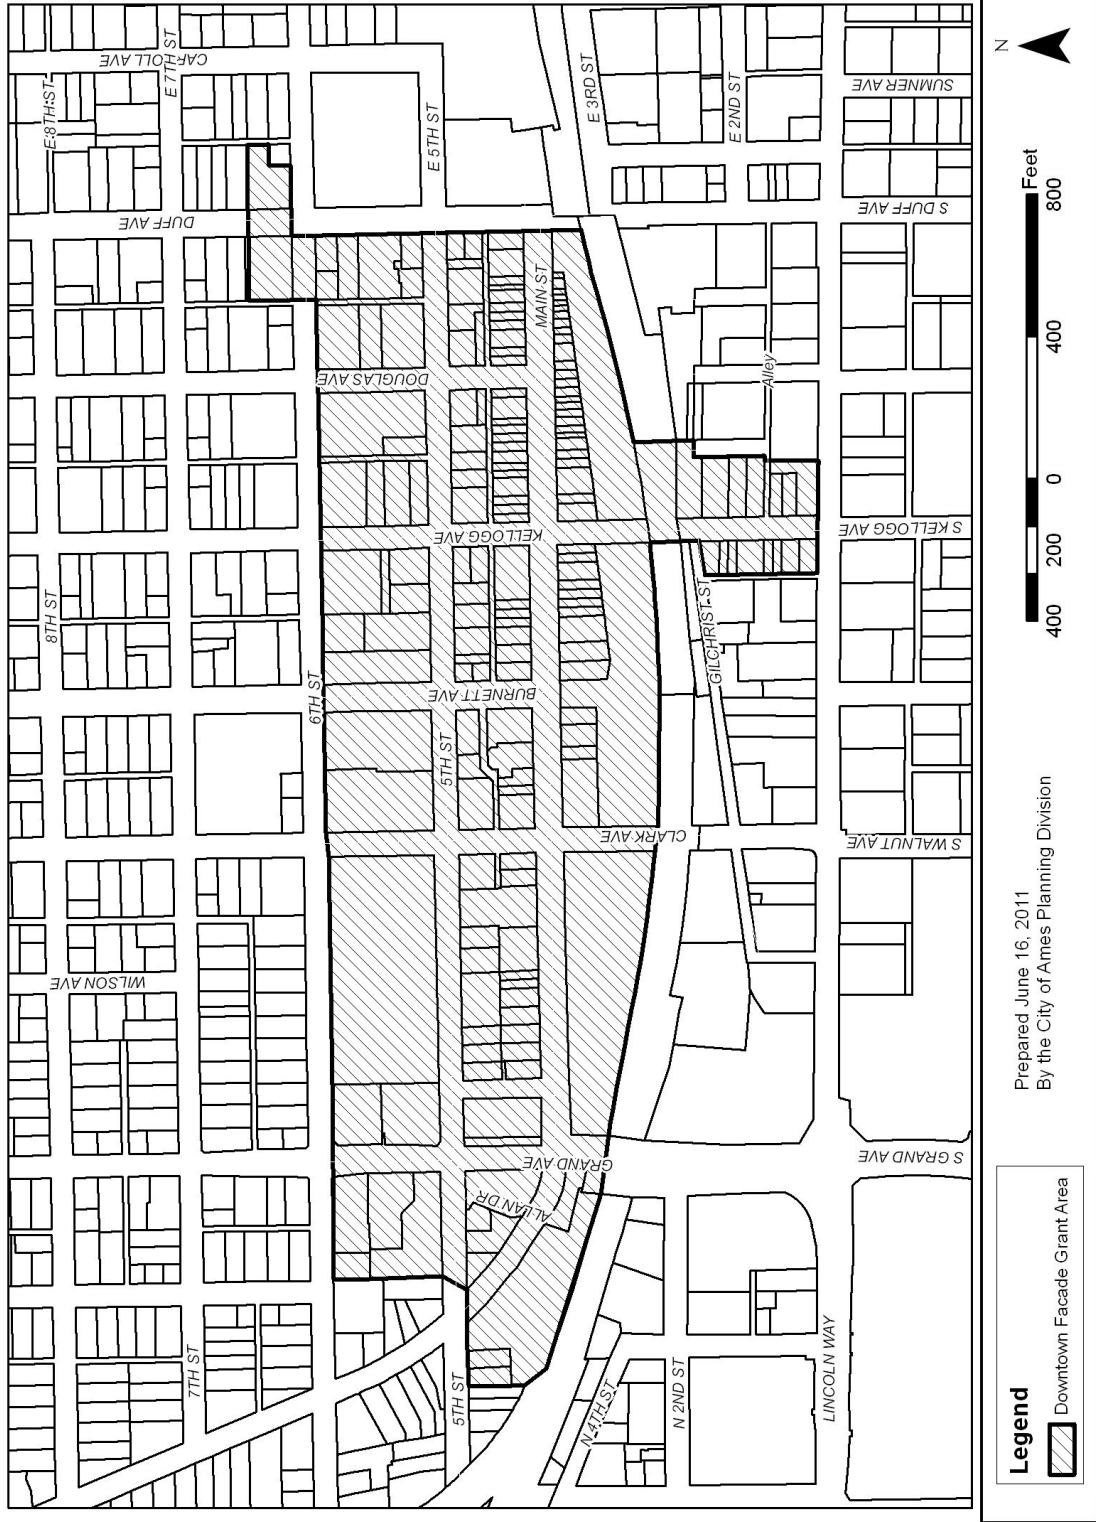 E 8TH ST
E 7TH ST
CARROLL AVE
DUFF AVE
E 5TH ST
E 3RD ST
E 2ND ST
SUMNER AVE
S DUFF AVE
MAIN ST
DOUGLAS AVE
Alley
KELLOGG AVE
S KELLOGG AVE
8TH ST
6TH ST
BURNETT AVE
GILCHRIST ST
5TH ST
CLARK AVE
S WALNUT AVE
WILSON AVE
GRAND AVE
S GRAND AVE
ALLAN DR
7TH ST
5TH ST
N 4TH ST
N 2ND ST
LINCOLN WAY
Legend
Downtown Facade Grant Area
Prepared June 16, 2011
By the City of Ames Planning Division
400 200 0 400 800
Feet
N